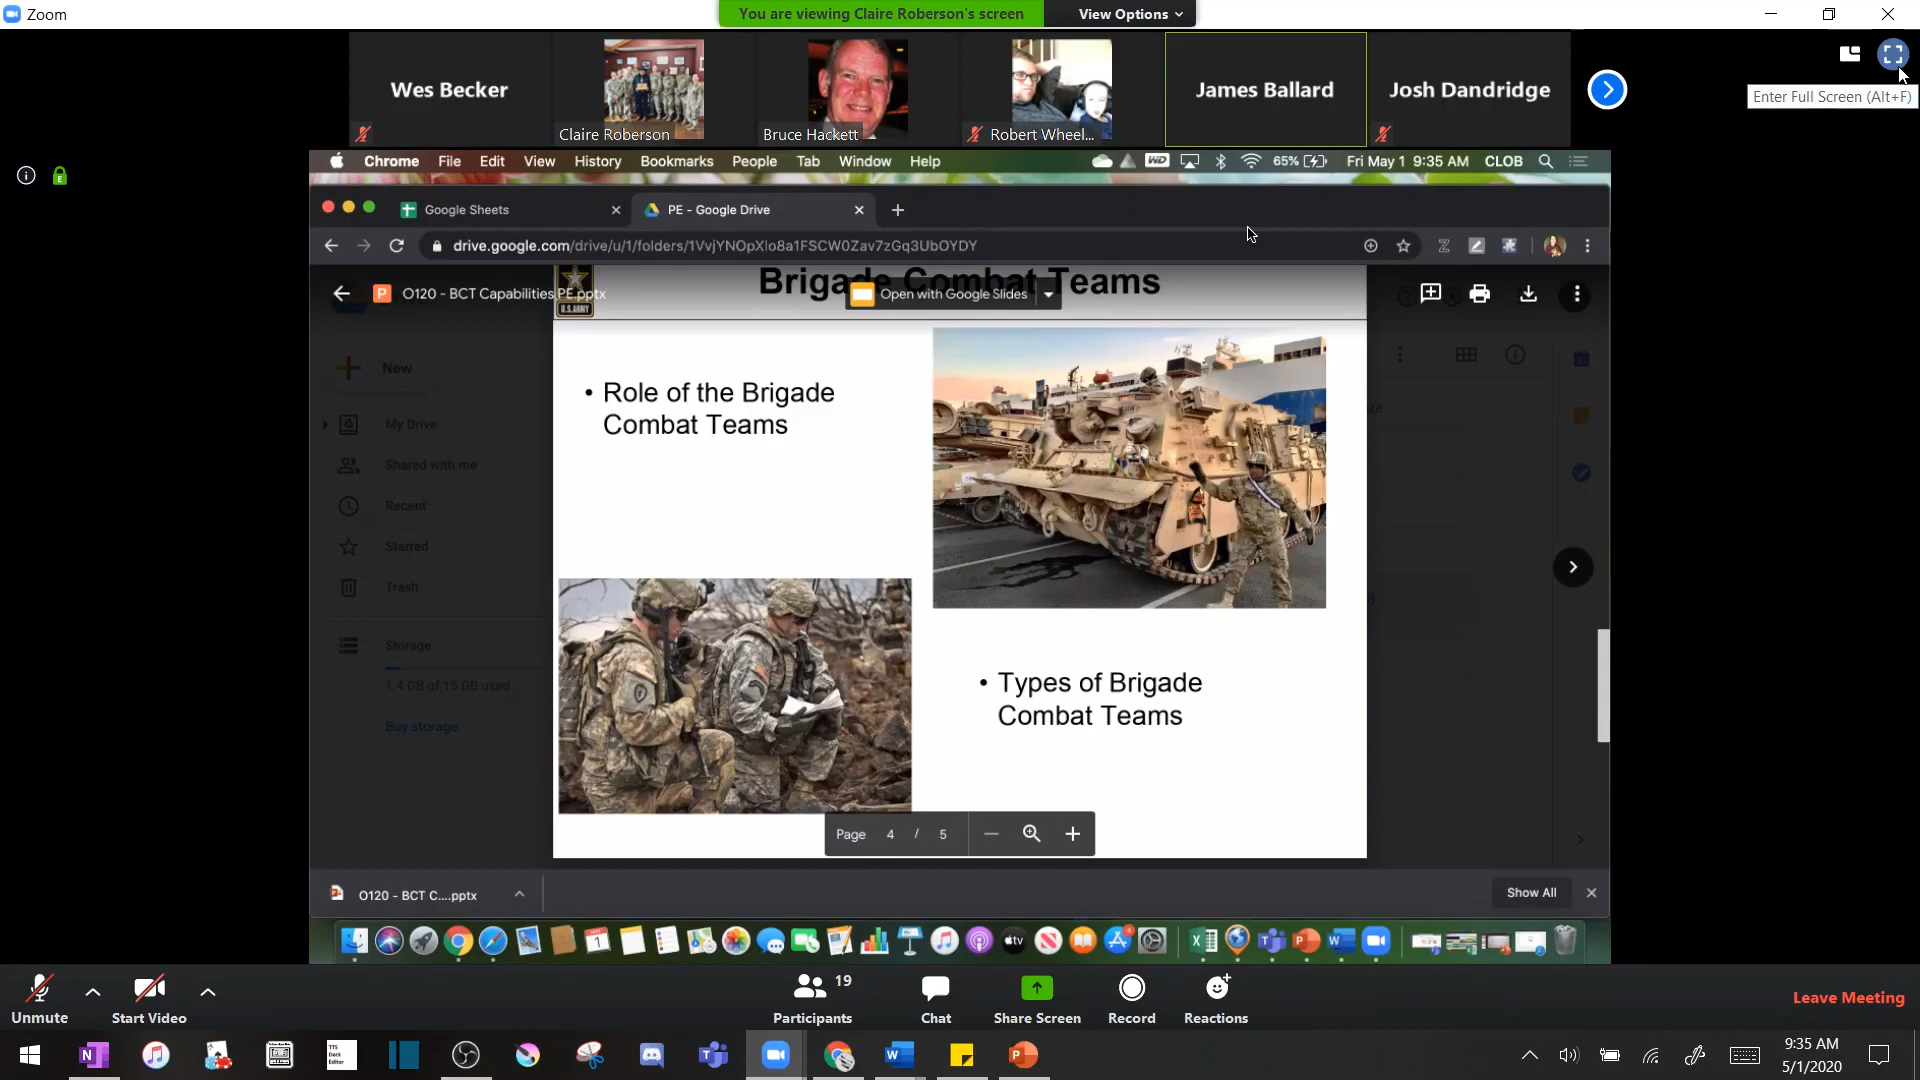 Zoom
You are viewing Claire Roberson's screen
View Options
Wes Becker
Claire Roberson
Bruce Hackett
Robert Wheel...
James Ballard
Josh Dandridge
Enter Full Screen (Alt+F)
Chrome File Edit View History Bookmarks People Tab Window Help
65% Fri May 1 9:35 AM CLOB
Google Sheets
PE - Google Drive
drive.google.com/drive/u/1/folders/1VvjYNOpXlo8a1FSCW0Zav7zGq3UbOYDY
Brigade Combat Teams
O120 - BCT Capabilities PE.pptx
Open with Google Slides
U.S. ARMY
New
My Drive
Shared with me
Recent
Starred
Trash
Storage
1.4 GB of 15 GB used
Buy storage
• Role of the Brigade
Combat Teams
• Types of Brigade
Combat Teams
Page 4 / 5
O120 - BCT C....pptx
Show All
Unmute
Start Video
Participants
19
Chat
Share Screen
Record
Reactions
Leave Meeting
TTS
Deck
Editor
9:35 AM
5/1/2020